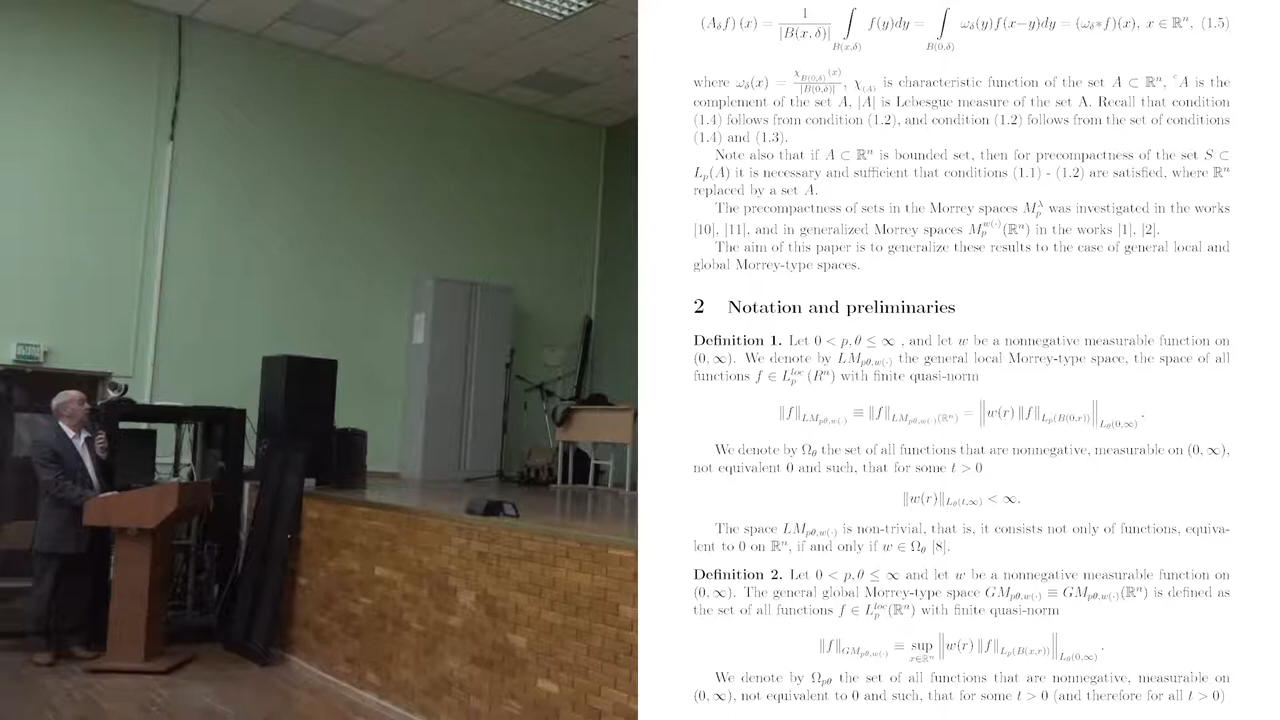 (A_δ f)(x) = 1/|B(x,δ)| ∫_{B(x,δ)} f(y)dy = ∫_{B(0,δ)} ω_δ(y)f(x−y)dy = (ω_δ∗f)(x), x ∈ ℝⁿ, (1.5)
where ω_δ(x) = χ_{B(0,δ)}(x)/|B(0,δ)|, χ_(A) is characteristic function of the set A ⊂ ℝⁿ, ᶜA is the
complement of the set A, |A| is Lebesgue measure of the set A. Recall that condition
(1.4) follows from condition (1.2), and condition (1.2) follows from the set of conditions
(1.4) and (1.3).
Note also that if A ⊂ ℝⁿ is bounded set, then for precompactness of the set S ⊂
L_p(A) it is necessary and sufficient that conditions (1.1) - (1.2) are satisfied, where ℝⁿ
replaced by a set A.
The precompactness of sets in the Morrey spaces M_p^λ was investigated in the works
[10], [11], and in generalized Morrey spaces M_p^{w(·)}(ℝⁿ) in the works [1], [2].
The aim of this paper is to generalize these results to the case of general local and
global Morrey-type spaces.
2 Notation and preliminaries
Definition 1. Let 0 < p, θ ≤ ∞ , and let w be a nonnegative measurable function on
(0, ∞). We denote by LM_{pθ,w(·)} the general local Morrey-type space, the space of all
functions f ∈ L_p^{loc}(Rⁿ) with finite quasi-norm
‖f‖_{LM_{pθ,w(·)}} ≡ ‖f‖_{LM_{pθ,w(·)}(ℝⁿ)} = ‖w(r) ‖f‖_{L_p(B(0,r))}‖_{L_θ(0,∞)}.
We denote by Ω_θ the set of all functions that are nonnegative, measurable on (0, ∞),
not equivalent 0 and such, that for some t > 0
‖w(r)‖_{L_θ(t,∞)} < ∞.
The space LM_{pθ,w(·)} is non-trivial, that is, it consists not only of functions, equiva-
lent to 0 on ℝⁿ, if and only if w ∈ Ω_θ [8].
Definition 2. Let 0 < p, θ ≤ ∞ and let w be a nonnegative measurable function on
(0, ∞). The general global Morrey-type space GM_{pθ,w(·)} ≡ GM_{pθ,w(·)}(ℝⁿ) is defined as
the set of all functions f ∈ L_p^{loc}(ℝⁿ) with finite quasi-norm
‖f‖_{GM_{pθ,w(·)}} ≡ sup_{x∈ℝⁿ} ‖w(r) ‖f‖_{L_p(B(x,r))}‖_{L_θ(0,∞)}.
We denote by Ω_{pθ} the set of all functions that are nonnegative, measurable on
(0, ∞), not equivalent to 0 and such, that for some t > 0 (and therefore for all t > 0)